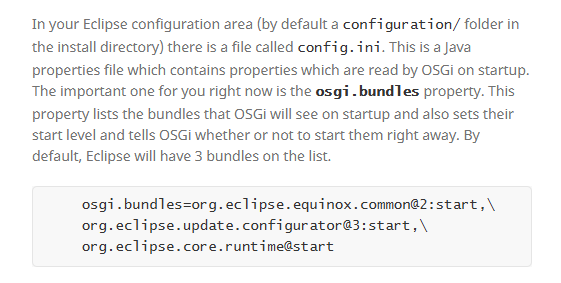 In your Eclipse configuration area (by default a configuration/ folder in
the install directory) there is a file called config.ini. This is a Java
properties file which contains properties which are read by OSGi on startup.
The important one for you right now is the osgi.bundles property. This
property lists the bundles that OSGi will see on startup and also sets their
start level and tells OSGi whether or not to start them right away. By
default, Eclipse will have 3 bundles on the list.
osgi.bundles=org.eclipse.equinox.common@2:start,\
org.eclipse.update.configurator@3:start,\
org.eclipse.core.runtime@start